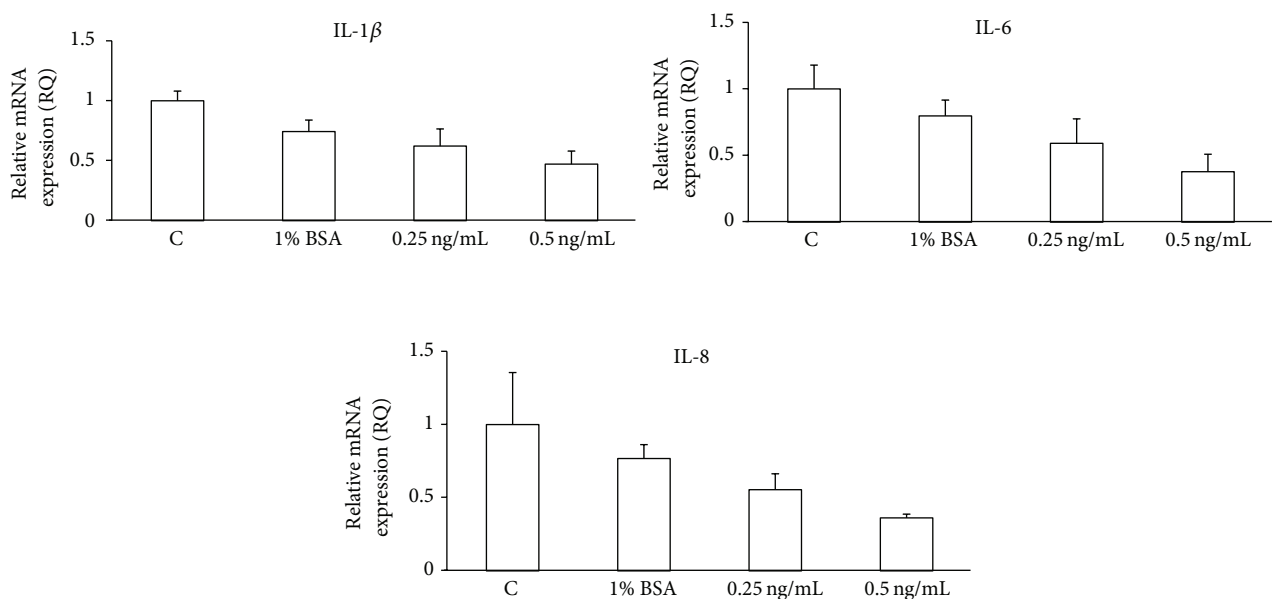 IL-1β
Relative mRNA
expression (RQ)
1.5
1
0.5
0
C 1% BSA 0.25 ng/mL 0.5 ng/mL
IL-6
Relative mRNA
expression (RQ)
1.5
1
0.5
0
C 1% BSA 0.25 ng/mL 0.5 ng/mL
IL-8
Relative mRNA
expression (RQ)
1.5
1
0.5
0
C 1% BSA 0.25 ng/mL 0.5 ng/mL